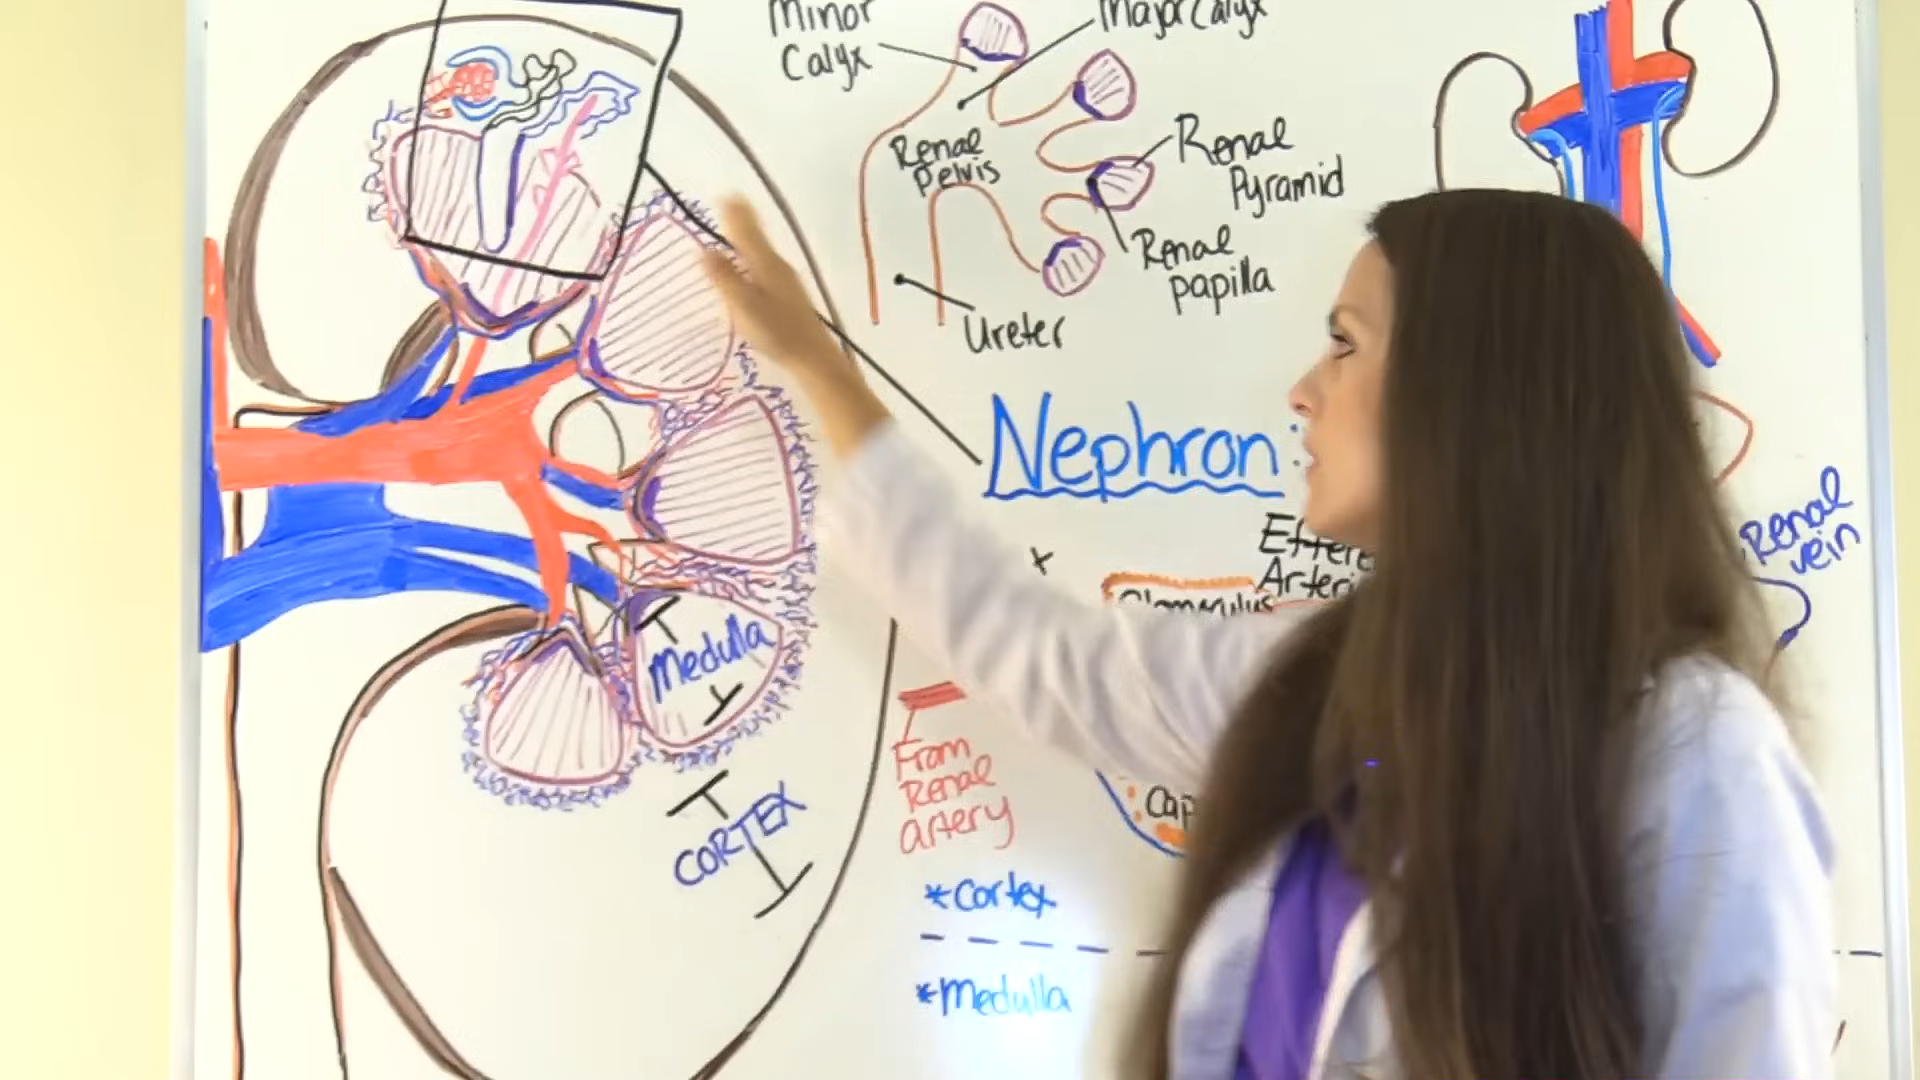 Minor
Calyx
Major Calyx
Renal
Pelvis
Renal
Pyramid
Renal
papilla
Ureter
Nephron:
Renal
vein
Medulla
CORTEX
From
Renal
artery
*Cortex
*Medulla